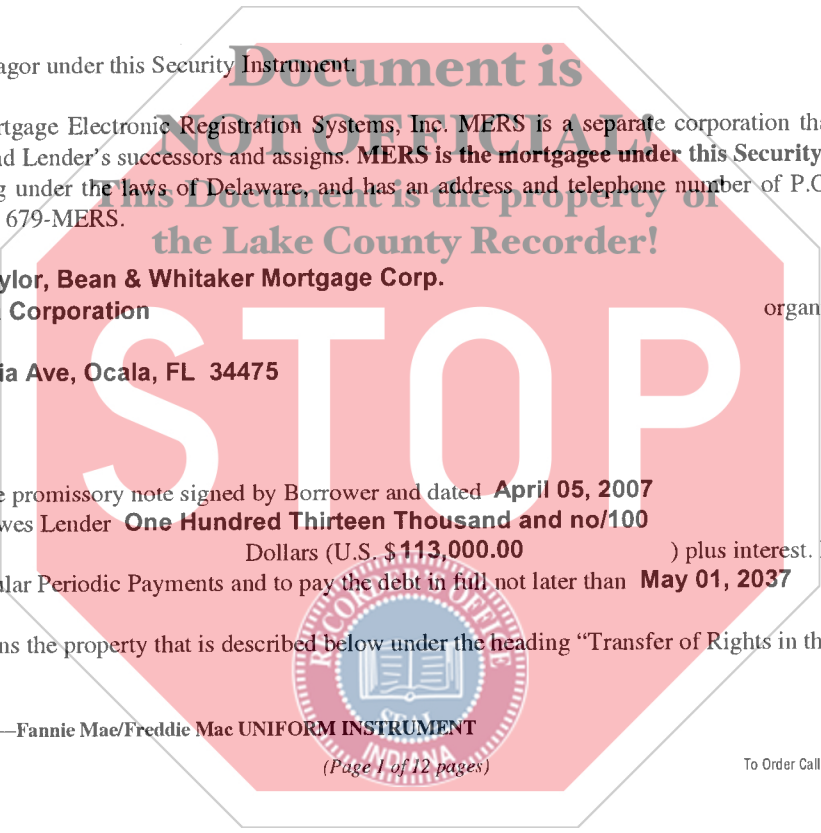 agor under this Security Instrument.
Document is
NOT OFFICIAL!
rtgage Electronic Registration Systems, Inc. MERS is a separate corporation tha
nd Lender's successors and assigns. MERS is the mortgagee under this Security
g under the laws of Delaware, and has an address and telephone number of P.O
This Document is the property of
679-MERS.
the Lake County Recorder!
ylor, Bean & Whitaker Mortgage Corp.
Corporation organ
STOP
ia Ave, Ocala, FL 34475
e promissory note signed by Borrower and dated April 05, 2007
wes Lender One Hundred Thirteen Thousand and no/100
Dollars (U.S. $113,000.00 ) plus interest.
ular Periodic Payments and to pay the debt in full not later than May 01, 2037
ns the property that is described below under the heading “Transfer of Rights in th
RECORDER'S OFFICE
SEAL
INDIANA
—Fannie Mae/Freddie Mac UNIFORM INSTRUMENT
(Page 1 of 12 pages)
To Order Call